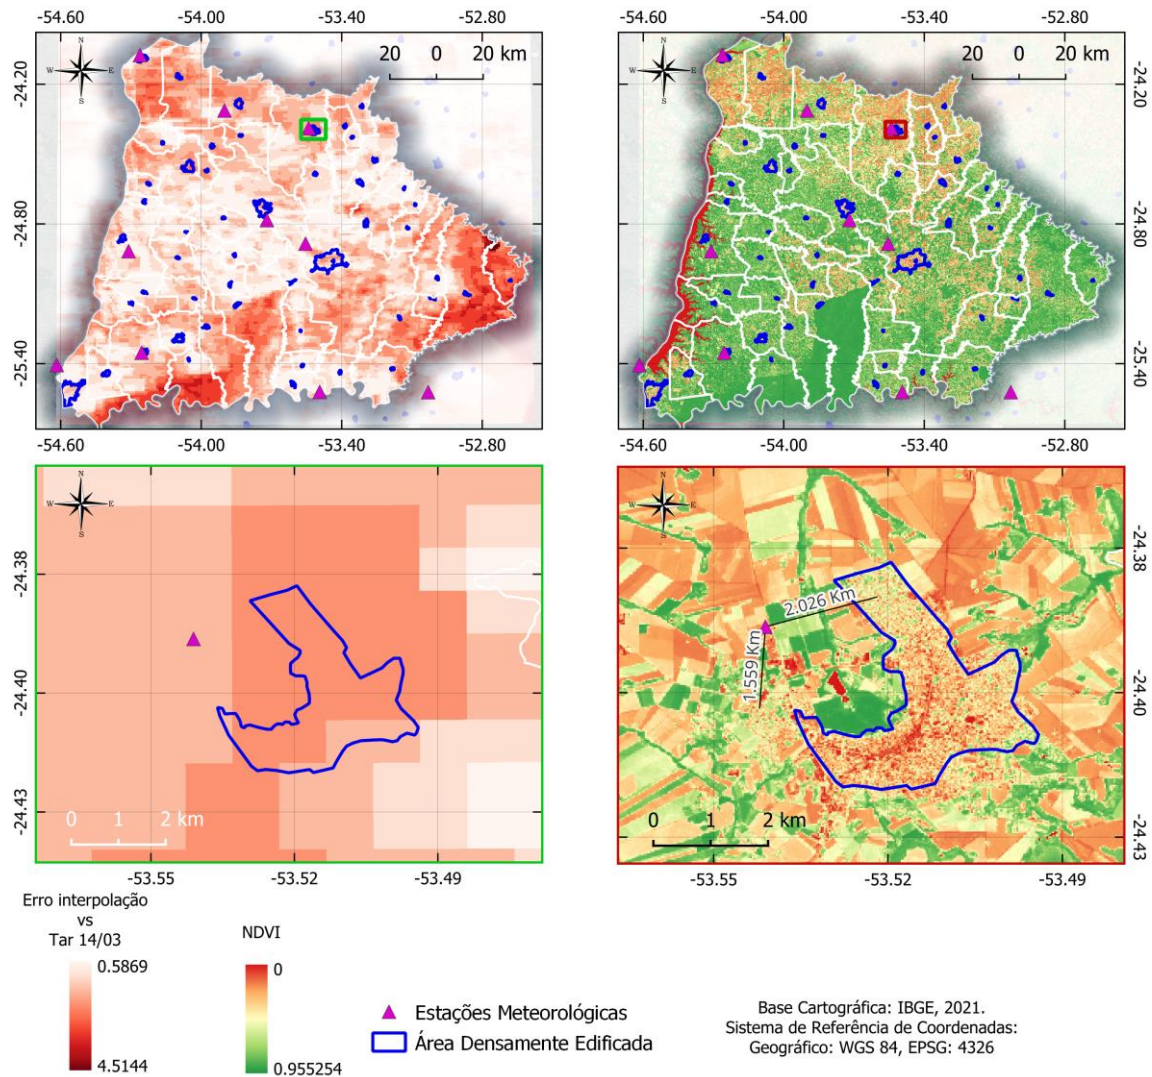 -54.60 -54.00 -53.40 -52.80
-54.60 -54.00 -53.40 -52.80
N
W E
S
20 0 20 km
-24.20
-24.80
-25.40
N
W E
S
20 0 20 km
-24.20
-24.80
-25.40
-54.60 -54.00 -53.40 -52.80
-54.60 -54.00 -53.40 -52.80
N
W E
S
-24.38
-24.40
-24.43
0 1 2 km
-53.55 -53.52 -53.49
N
W E
S
2.026 Km
1.559 Km
-24.38
-24.40
-24.43
0 1 2 km
-53.55 -53.52 -53.49
Erro interpolação
vs
Tar 14/03
0.5869
4.5144
NDVI
0
0.955254
Estações Meteorológicas
Área Densamente Edificada
Base Cartográfica: IBGE, 2021.
Sistema de Referência de Coordenadas:
Geográfico: WGS 84, EPSG: 4326